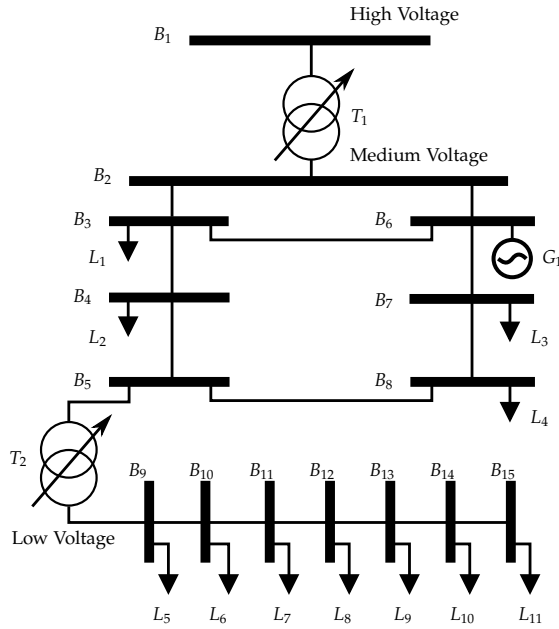 High Voltage
B₁
T₁
Medium Voltage
B₂
B₃
B₆
L₁
G₁
B₄
B₇
L₂
L₃
B₅
B₈
L₄
T₂
B₉ B₁₀ B₁₁ B₁₂ B₁₃ B₁₄ B₁₅
Low Voltage
L₅ L₆ L₇ L₈ L₉ L₁₀ L₁₁